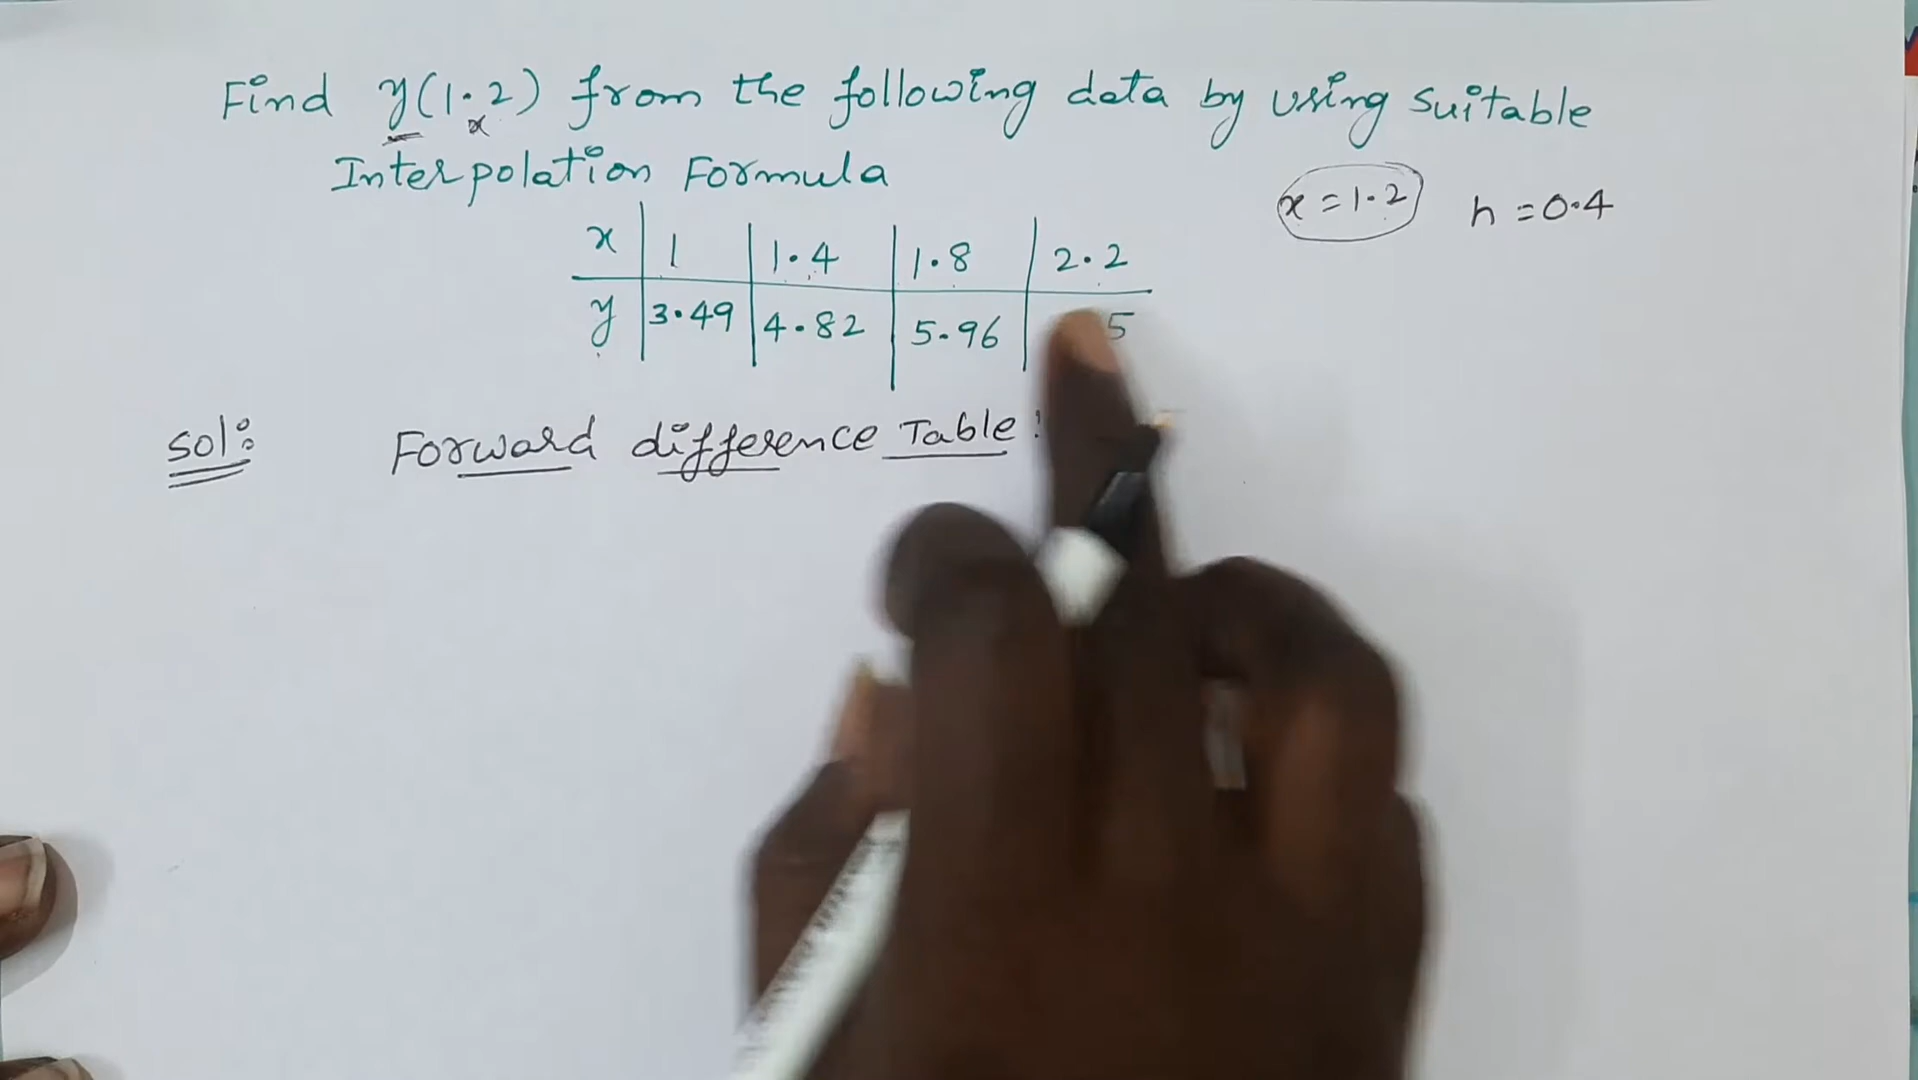 Find y(1.2) from the following data by using suitable
x
Interpolation Formula
x = 1.2 h = 0.4
x 1 1.4 1.8 2.2
y 3.49 4.82 5.96 5
Sol: Forward difference Table: